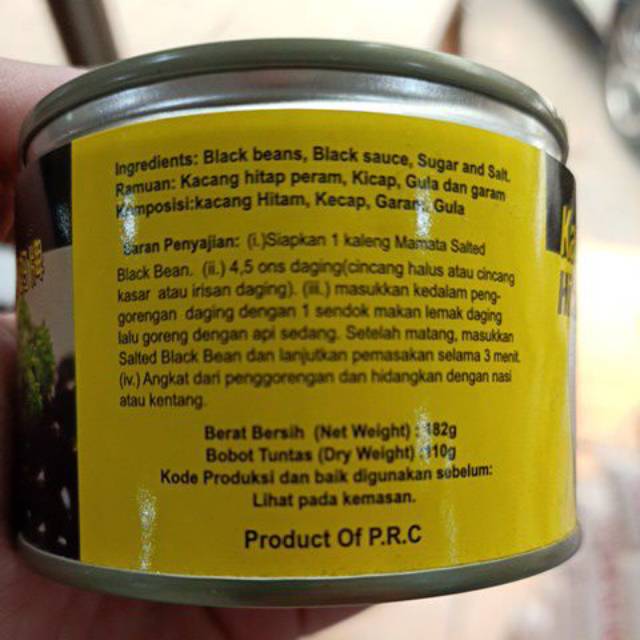 Ingredients: Black beans, Black sauce, Sugar and Salt.
Ramuan: Kacang hitap peram, Kicap, Gula dan garam
Komposisi:kacang Hitam, Kecap, Garam, Gula
Saran Penyajian: (i.)Siapkan 1 kaleng Mamata Salted
Black Bean. (ii.) 4,5 ons daging(cincang halus atau cincang
kasar atau irisan daging). (iii.) masukkan kedalam peng-
gorengan daging dengan 1 sendok makan lemak daging
lalu goreng dengan api sedang. Setelah matang, masukkan
Salted Black Bean dan lanjutkan pemasakan selama 3 menit.
(iv.) Angkat dari penggorengan dan hidangkan dengan nasi
atau kentang.
Berat Bersih (Net Weight) :182g
Bobot Tuntas (Dry Weight) :110g
Kode Produksi dan baik digunakan sebelum:
Lihat pada kemasan.
Product Of P.R.C